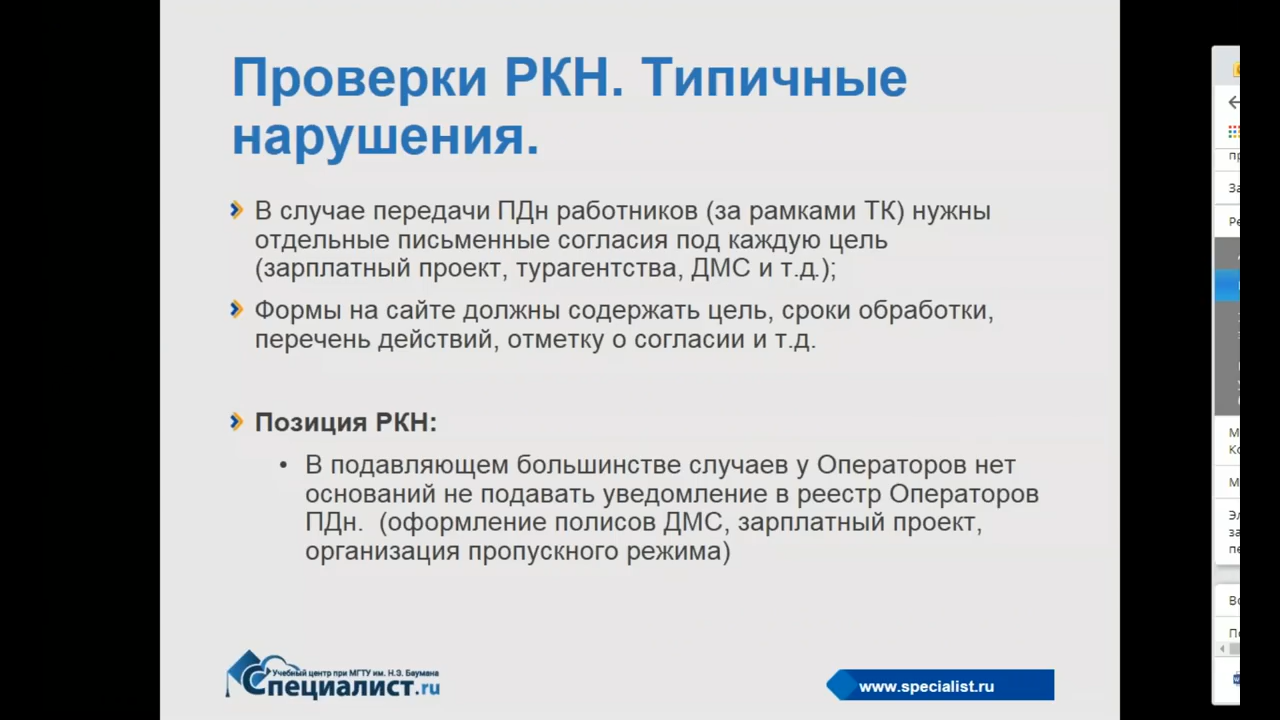 Проверки РКН. Типичные
нарушения.
В случае передачи ПДн работников (за рамками ТК) нужны
отдельные письменные согласия под каждую цель
(зарплатный проект, турагентства, ДМС и т.д.);
Формы на сайте должны содержать цель, сроки обработки,
перечень действий, отметку о согласии и т.д.
Позиция РКН:
• В подавляющем большинстве случаев у Операторов нет
оснований не подавать уведомление в реестр Операторов
ПДн. (оформление полисов ДМС, зарплатный проект,
организация пропускного режима)
Учебный центр при МГТУ им. Н.Э. Баумана
Специалист.ru
www.specialist.ru